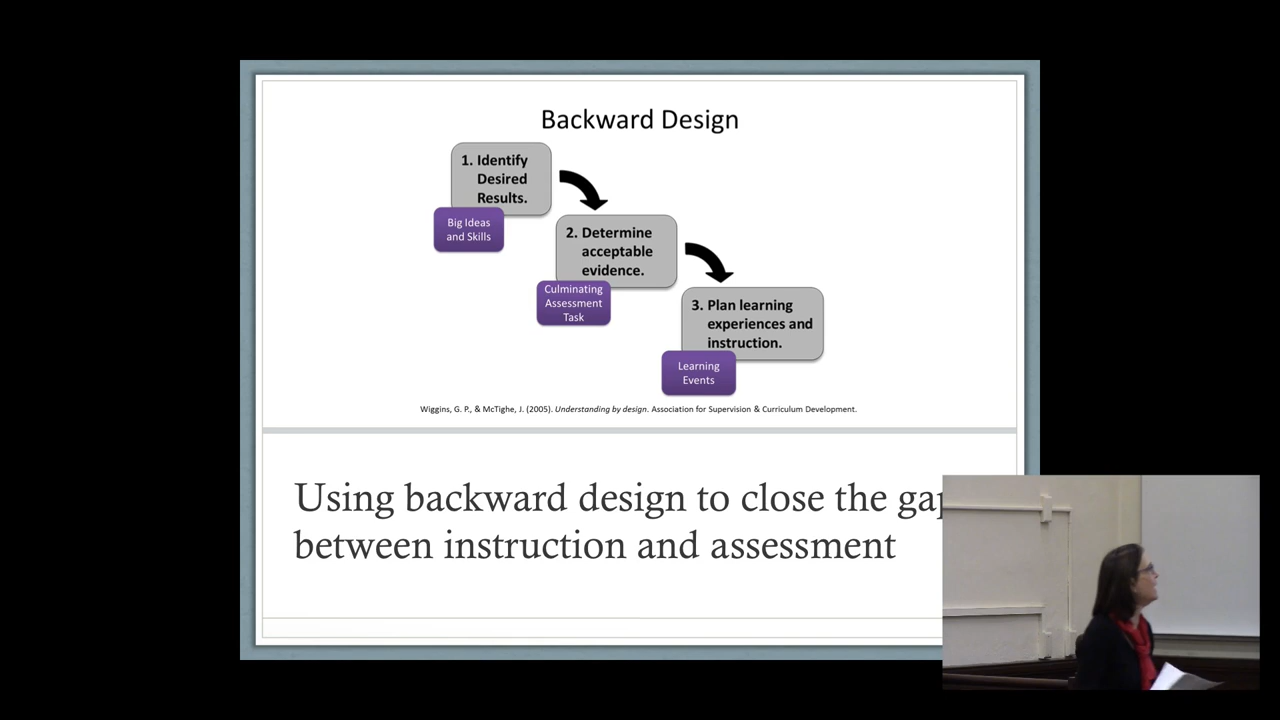 Backward Design
1. Identify
Desired
Results.
Big Ideas
and Skills
2. Determine
acceptable
evidence.
Culminating
Assessment
Task
3. Plan learning
experiences and
instruction.
Learning
Events
Wiggins, G. P., & McTighe, J. (2005). Understanding by design. Association for Supervision & Curriculum Development.
Using backward design to close the gap
between instruction and assessment